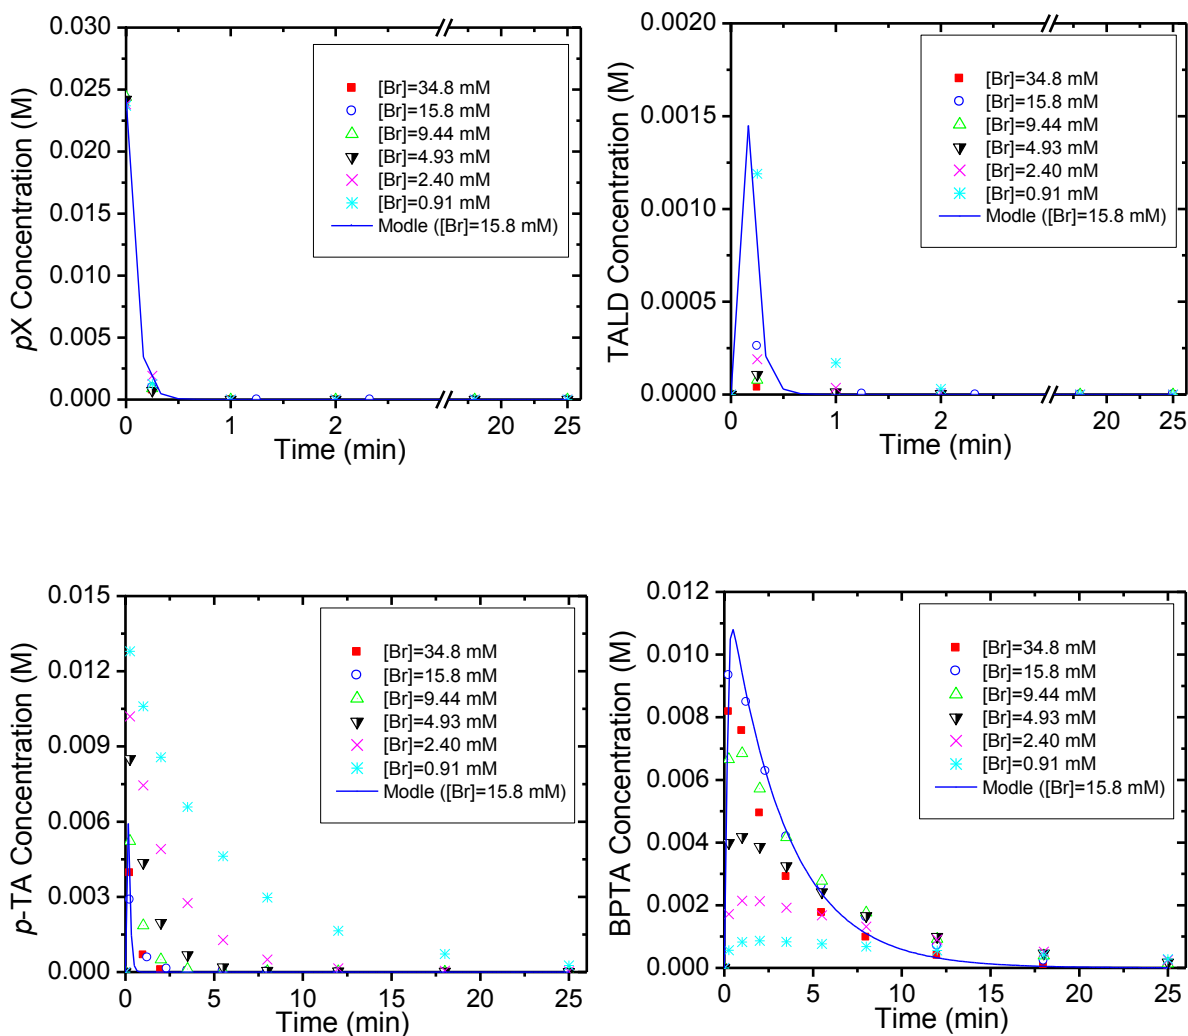 0.030
0.025
0.020
0.015
0.010
0.005
0.000
pX Concentration (M)
[Br]=34.8 mM
[Br]=15.8 mM
[Br]=9.44 mM
[Br]=4.93 mM
[Br]=2.40 mM
[Br]=0.91 mM
Modle ([Br]=15.8 mM)
0 1 2 20 25
Time (min)
0.0020
0.0015
0.0010
0.0005
0.0000
TALD Concentration (M)
[Br]=34.8 mM
[Br]=15.8 mM
[Br]=9.44 mM
[Br]=4.93 mM
[Br]=2.40 mM
[Br]=0.91 mM
Modle ([Br]=15.8 mM)
0 1 2 20 25
Time (min)
0.015
0.012
0.009
0.006
0.003
0.000
p-TA Concentration (M)
[Br]=34.8 mM
[Br]=15.8 mM
[Br]=9.44 mM
[Br]=4.93 mM
[Br]=2.40 mM
[Br]=0.91 mM
Modle ([Br]=15.8 mM)
0 5 10 15 20 25
Time (min)
0.012
0.010
0.008
0.006
0.004
0.002
0.000
BPTA Concentration (M)
[Br]=34.8 mM
[Br]=15.8 mM
[Br]=9.44 mM
[Br]=4.93 mM
[Br]=2.40 mM
[Br]=0.91 mM
Modle ([Br]=15.8 mM)
0 5 10 15 20 25
Time (min)